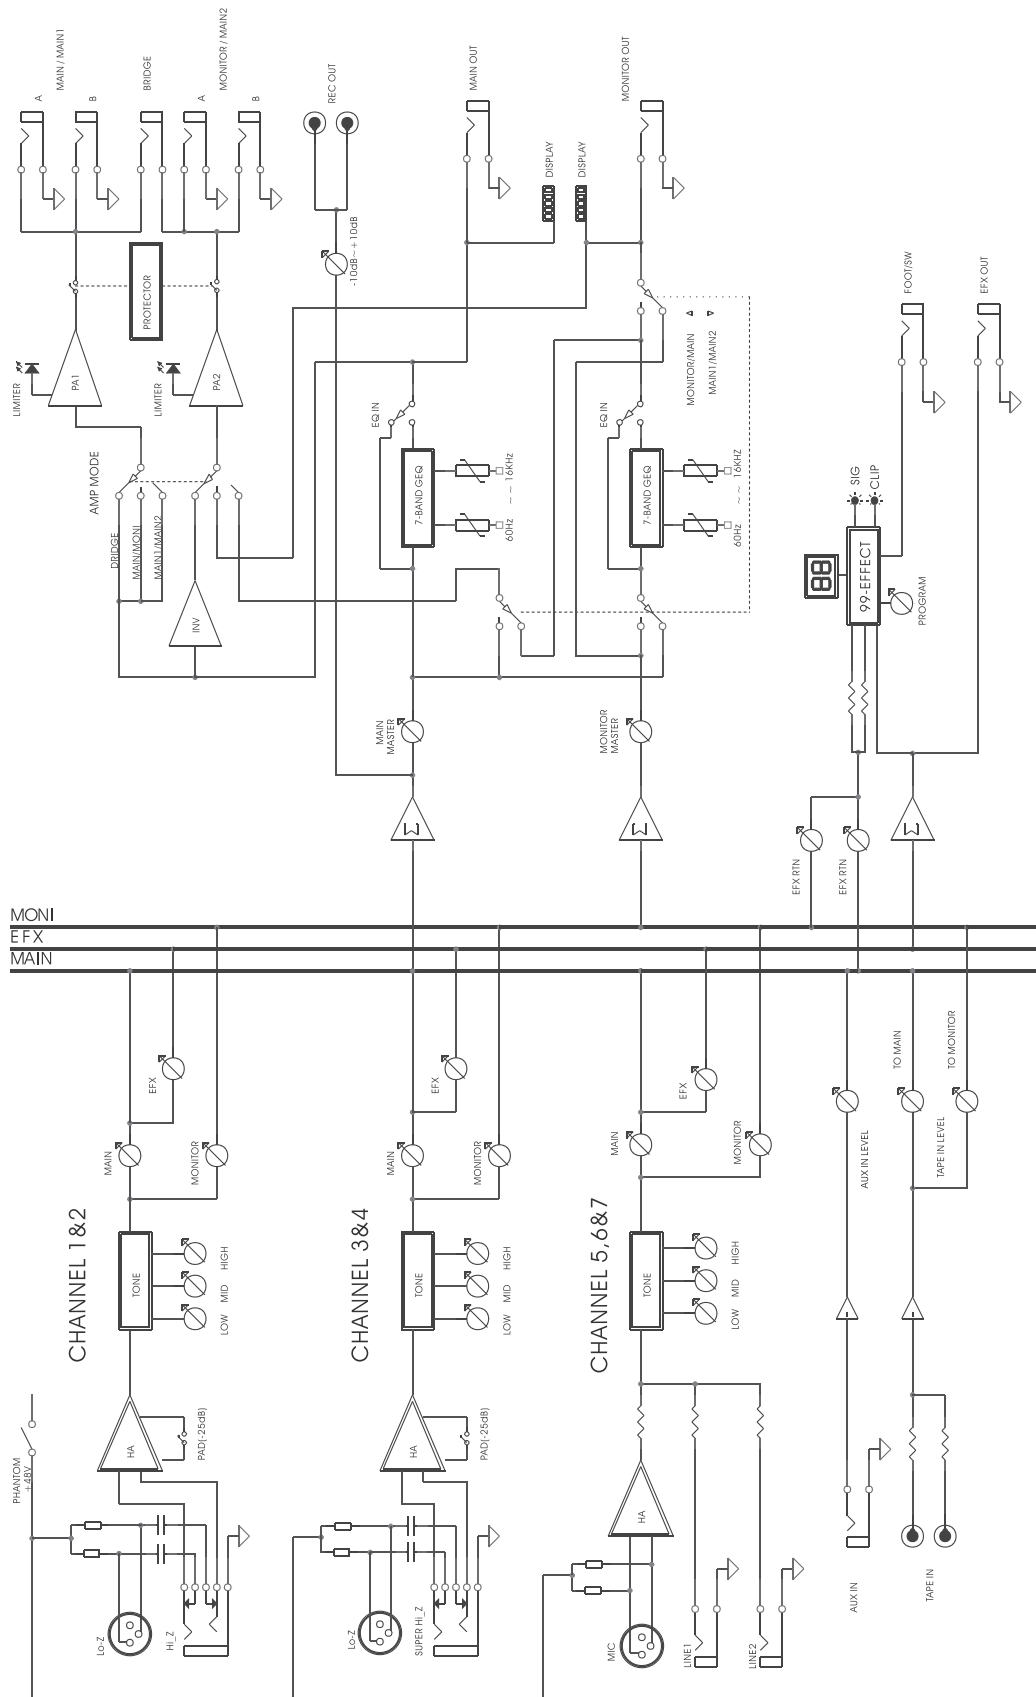 A
MAIN / MAIN1
B
BRIDGE
A
MONITOR / MAIN2
B
REC OUT
-10dB~+10dB
MAIN OUT
DISPLAY
DISPLAY
MONITOR OUT
PROTECTOR
LIMITER
PA1
LIMITER
PA2
AMP MODE
DRIDGE
MAIN/MONI
MAIN1/MAIN2
INV
EQ IN
7-BAND GEQ
60Hz ~ ~ 16KHz
EQ IN
7-BAND GEQ
60Hz ~ ~ 16KHz
MONITOR/MAIN
MAIN1/MAIN2
FOOT/SW
EFX OUT
SIG
CLIP
88
99-EFFECT
PROGRAM
MAIN
MASTER
MONITOR
MASTER
Σ
Σ
Σ
EFX RTN
EFX RTN
MONI
EFX
MAIN
EFX
MAIN
MONITOR
EFX
MAIN
MONITOR
EFX
MAIN
MONITOR
AUX IN LEVEL
TO MAIN
TAPE IN LEVEL
TO MONITOR
CHANNEL 1&2
TONE
LOW
MID
HIGH
CHANNEL 3&4
TONE
LOW
MID
HIGH
CHANNEL 5,6&7
TONE
LOW
MID
HIGH
PHANTOM
+48V
HA
PAD(-25dB)
HA
PAD(-25dB)
HA
Lo-Z
Hi_Z
Lo-Z
SUPER Hi_Z
MIC
LINE1
LINE2
AUX IN
TAPE IN